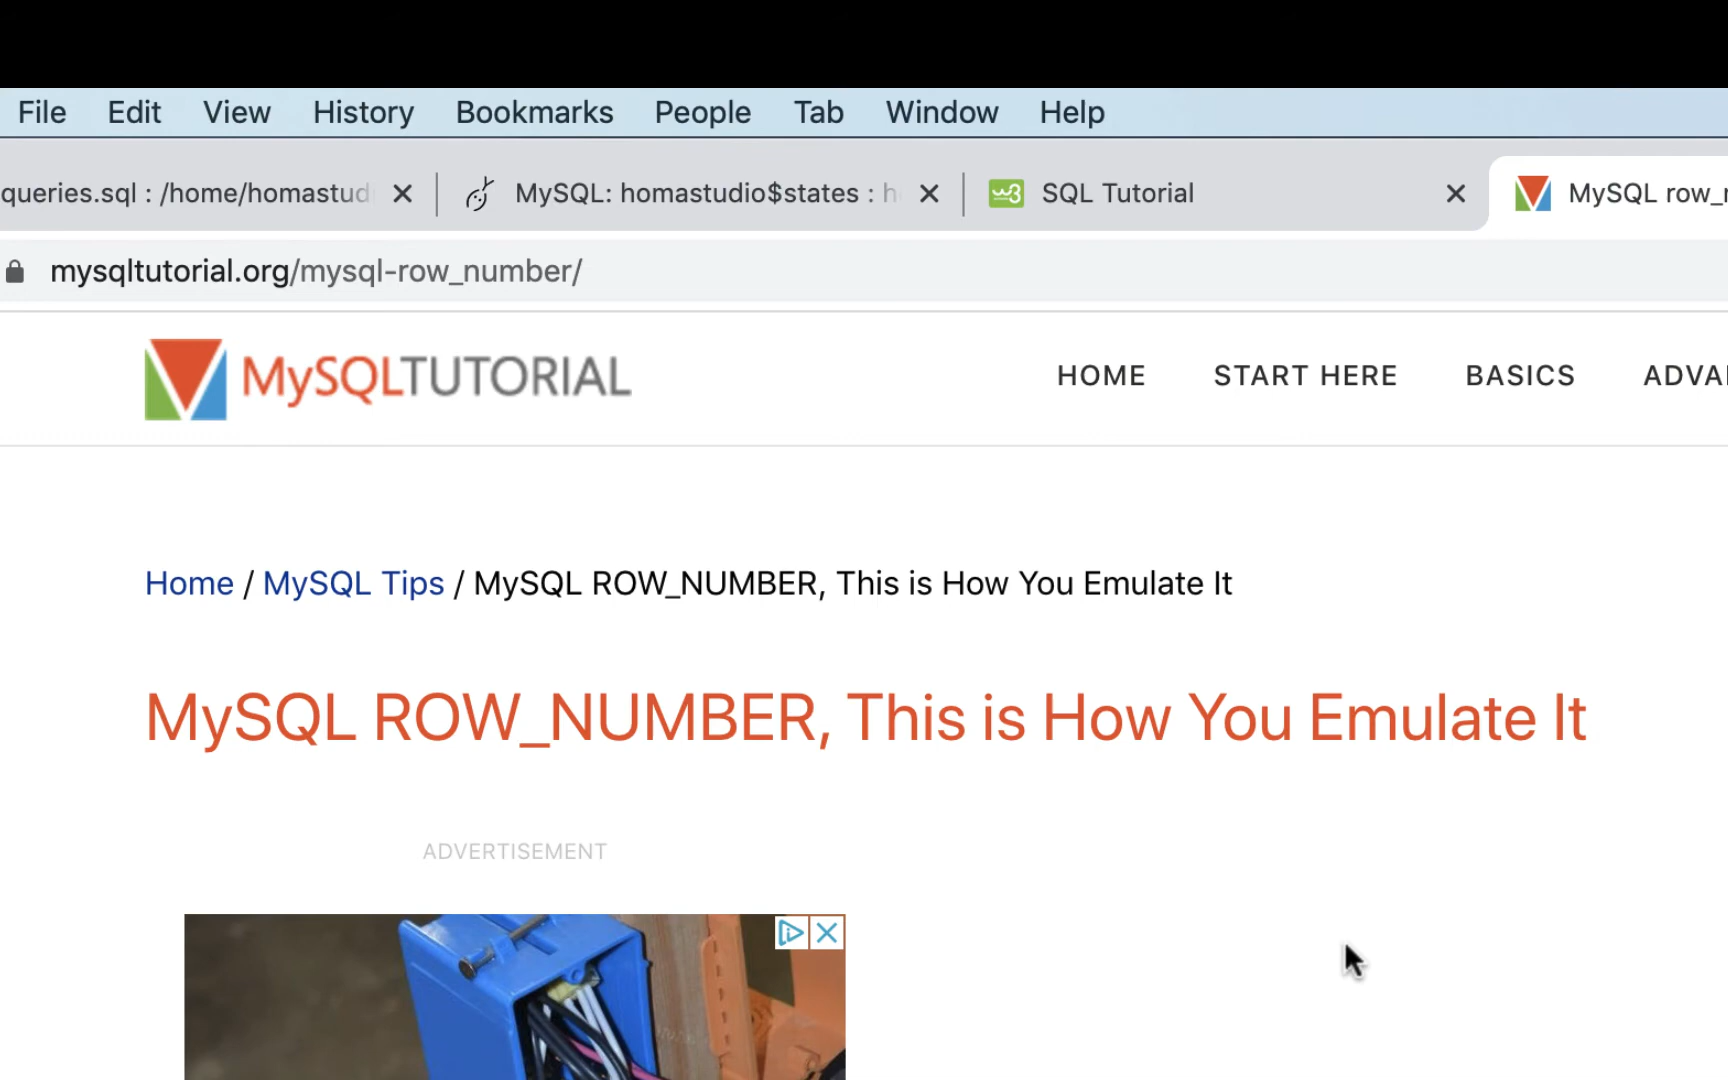 File Edit View History Bookmarks People Tab Window Help
queries.sql : /home/homastud MySQL: homastudio$states : h SQL Tutorial MySQL row_
mysqltutorial.org/mysql-row_number/
MySQLTUTORIAL HOME START HERE BASICS ADVA
Home / MySQL Tips / MySQL ROW_NUMBER, This is How You Emulate It
MySQL ROW_NUMBER, This is How You Emulate It
ADVERTISEMENT